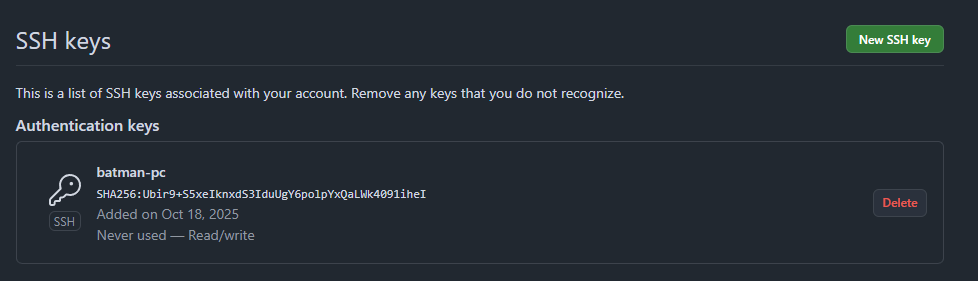 SSH keys
New SSH key
This is a list of SSH keys associated with your account. Remove any keys that you do not recognize.
Authentication keys
batman-pc
SHA256:Ubir9+S5xeIknxdS3IduUgY6polpYxQaLWk4091iheI
Added on Oct 18, 2025
Never used — Read/write
SSH
Delete